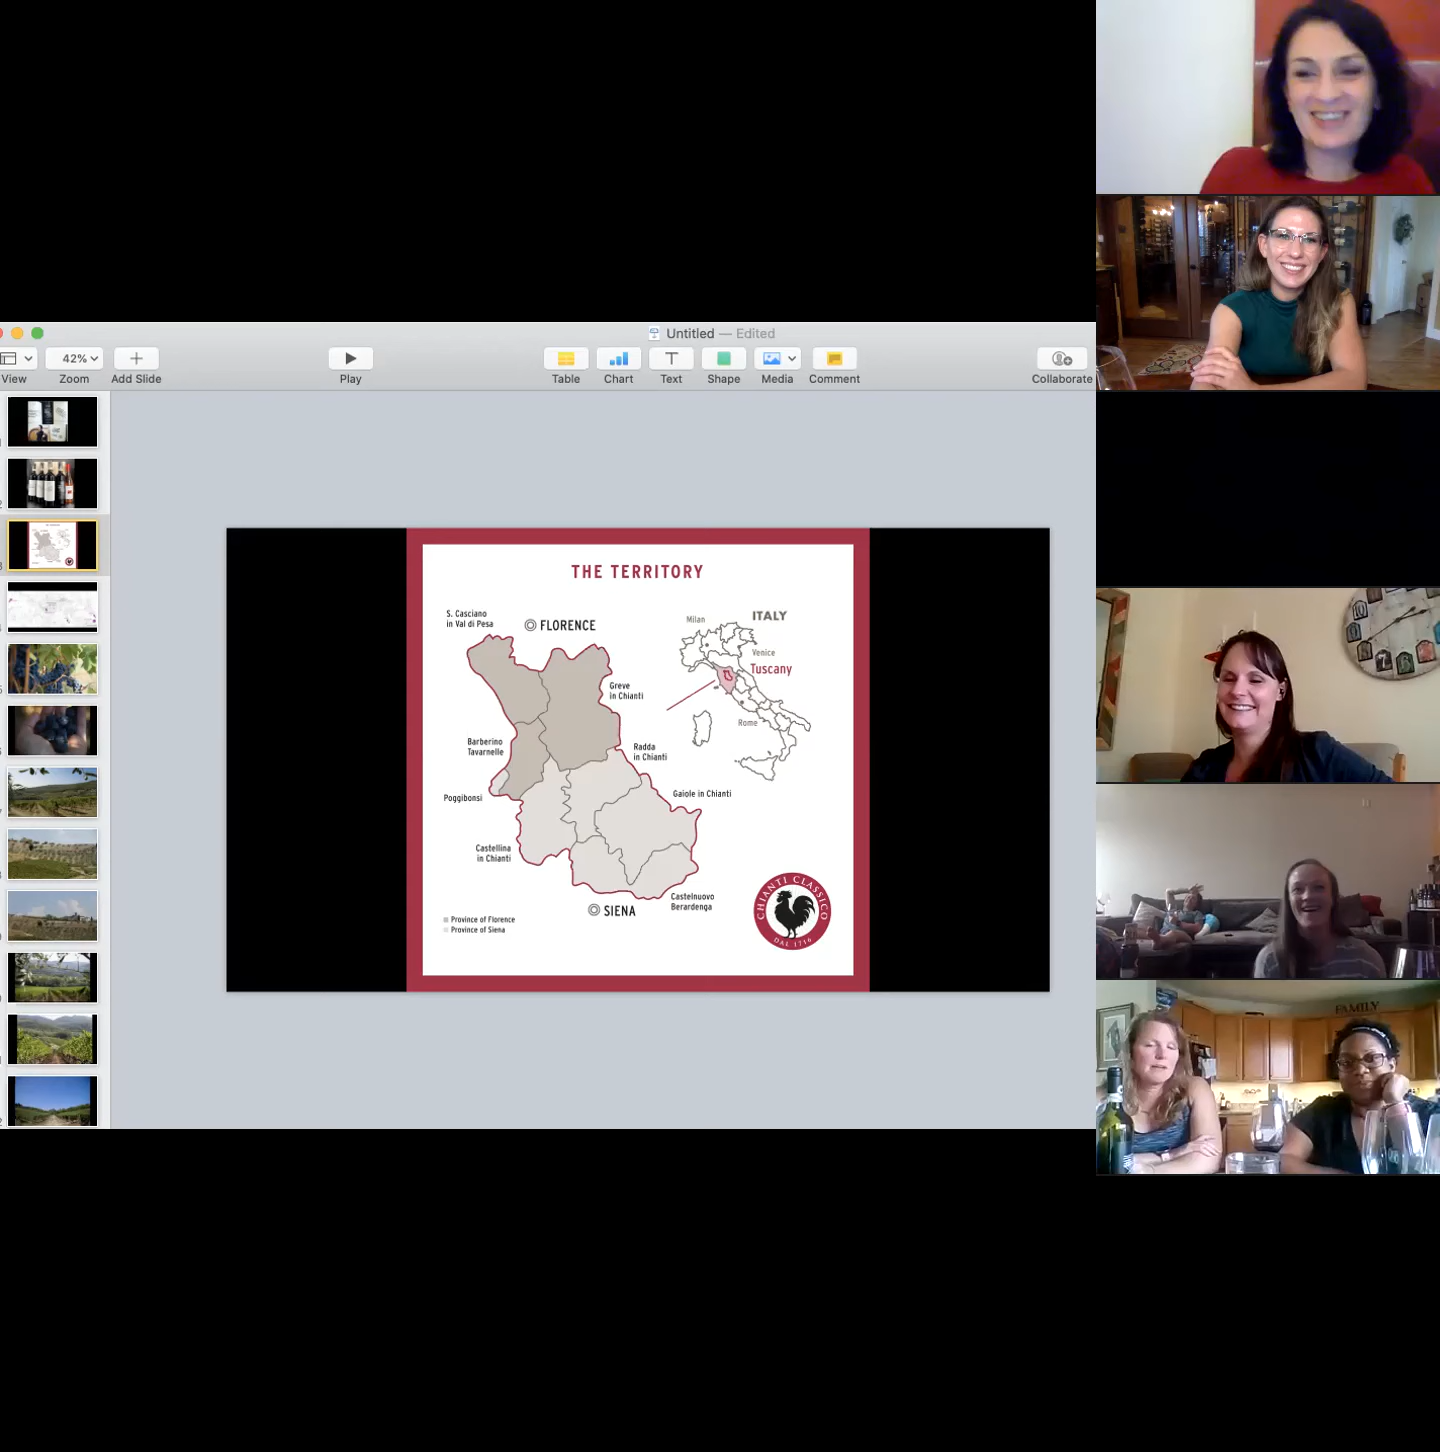 Untitled — Edited
42%
View
Zoom
Add Slide
Play
Table
Chart
Text
Shape
Media
Comment
Collaborate
THE TERRITORY
S. Casciano
in Val di Pesa
FLORENCE
Greve
in Chianti
Barberino
Tavarnelle
Radda
in Chianti
Poggibonsi
Gaiole in Chianti
Castellina
in Chianti
Castelnuovo
Berardenga
SIENA
Province of Florence
Province of Siena
ITALY
Milan
Venice
Tuscany
Rome
CHIANTI CLASSICO
DAL 1716
FAMILY